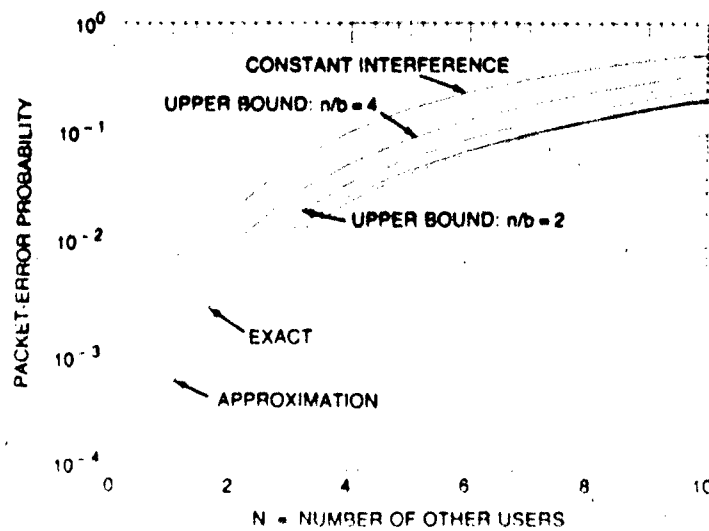 10⁰
CONSTANT INTERFERENCE
UPPER BOUND: n/b = 4
10⁻¹
PACKET-ERROR PROBABILITY
UPPER BOUND: n/b = 2
10⁻²
EXACT
10⁻³
APPROXIMATION
10⁻⁴
0 2 4 6 8 10
N = NUMBER OF OTHER USERS